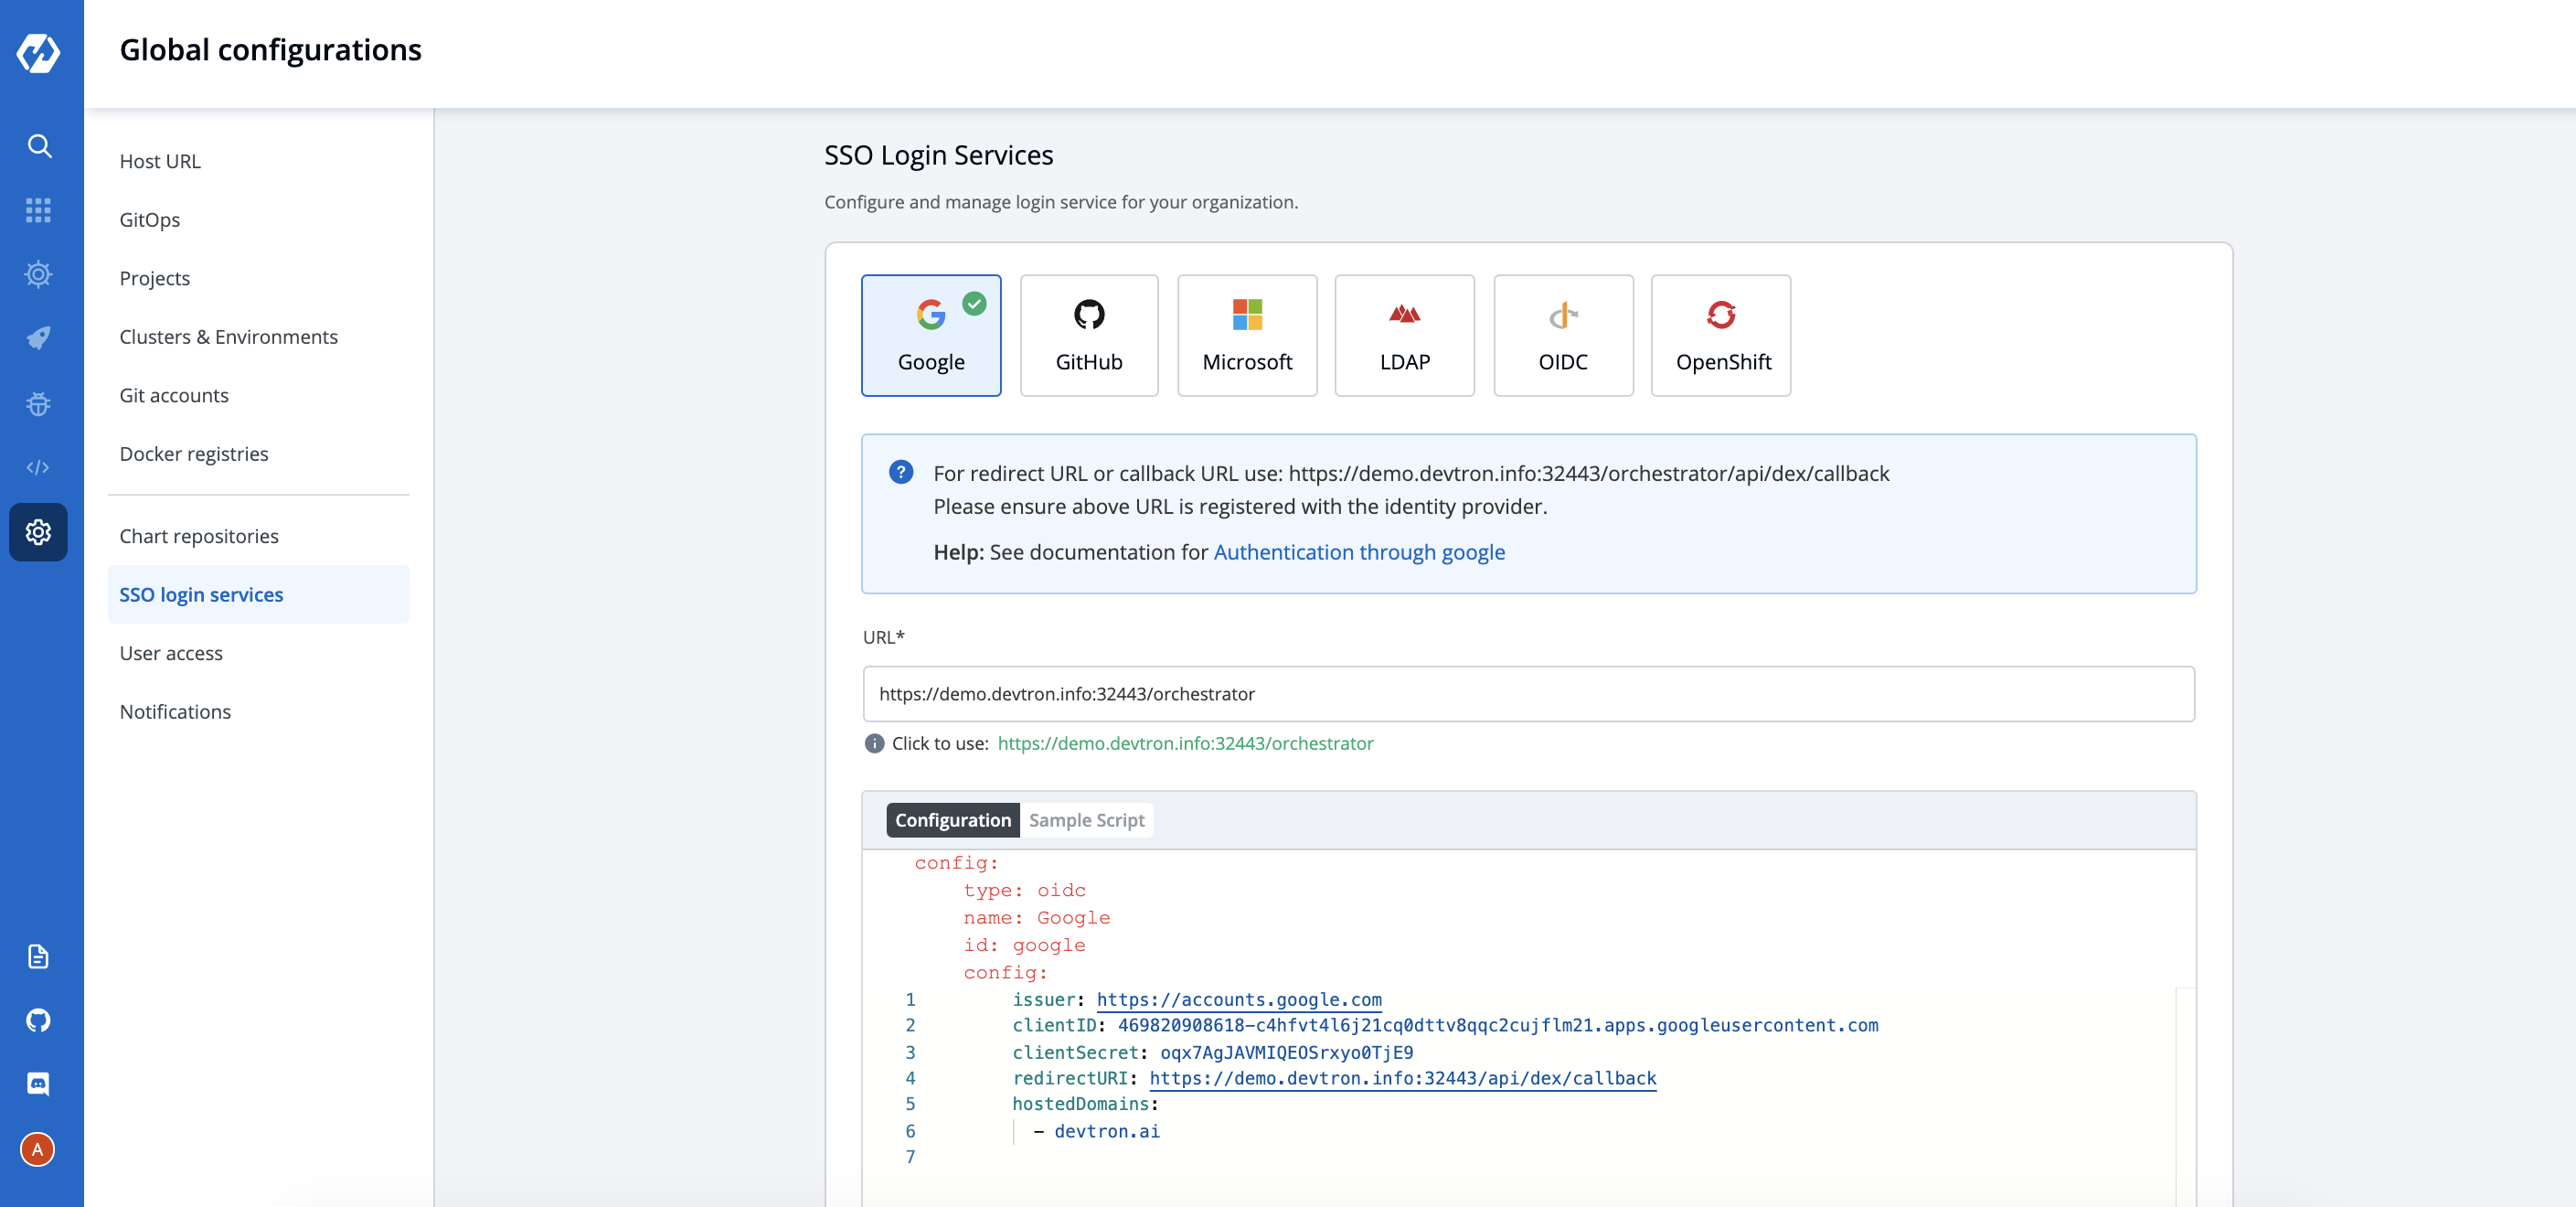 Global configurations
Host URL
GitOps
Projects
Clusters & Environments
Git accounts
Docker registries
Chart repositories
SSO login services
User access
Notifications
A
SSO Login Services
Configure and manage login service for your organization.
Google
GitHub
Microsoft
LDAP
OIDC
OpenShift
For redirect URL or callback URL use: https://demo.devtron.info:32443/orchestrator/api/dex/callback
Please ensure above URL is registered with the identity provider.
Help: See documentation for Authentication through google
URL*
https://demo.devtron.info:32443/orchestrator
Click to use: https://demo.devtron.info:32443/orchestrator
Configuration Sample Script
config:
type: oidc
name: Google
id: google
config:
1 issuer: https://accounts.google.com
2 clientID: 469820908618-c4hfvt4l6j21cq0dttv8qqc2cujflm21.apps.googleusercontent.com
3 clientSecret: oqx7AgJAVMIQEOSrxyo0TjE9
4 redirectURI: https://demo.devtron.info:32443/api/dex/callback
5 hostedDomains:
6 - devtron.ai
7